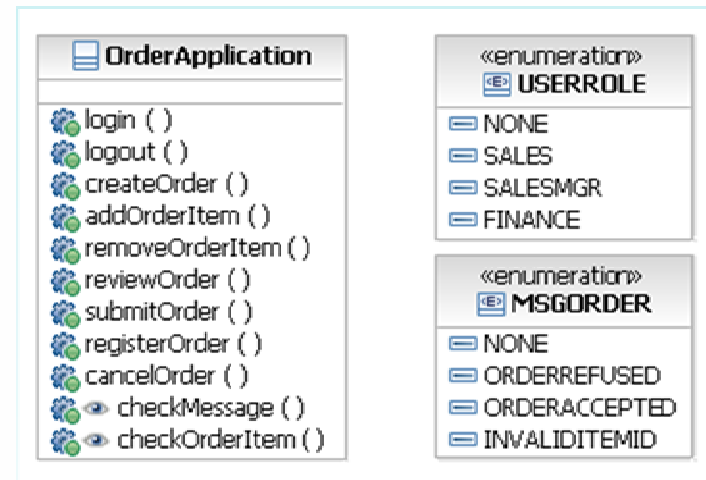 OrderApplication
login ( )
logout ( )
createOrder ( )
addOrderItem ( )
removeOrderItem ( )
reviewOrder ( )
submitOrder ( )
registerOrder ( )
cancelOrder ( )
checkMessage ( )
checkOrderItem ( )
«enumeration»
USERROLE
NONE
SALES
SALESMGR
FINANCE
«enumeration»
MSGORDER
NONE
ORDERREFUSED
ORDERACCEPTED
INVALIDITEMID